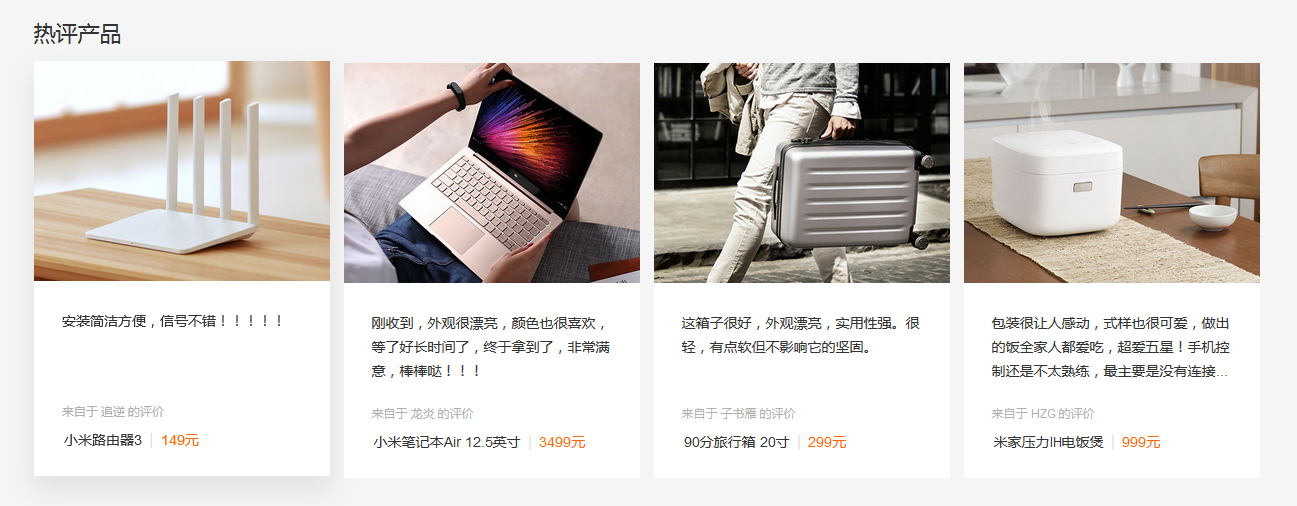 热评产品
安装简洁方便，信号不错！！！！！
来自于 追逆 的评价
小米路由器3 | 149元
刚收到，外观很漂亮，颜色也很喜欢，
等了好长时间了，终于拿到了，非常满
意，棒棒哒！！！
来自于 龙炎 的评价
小米笔记本Air 12.5英寸 | 3499元
这箱子很好，外观漂亮，实用性强。很
轻，有点软但不影响它的坚固。
来自于 子书雁 的评价
90分旅行箱 20寸 | 299元
包装很让人感动，式样也很可爱，做出
的饭全家人都爱吃，超爱五星！手机控
制还是不太熟练，最主要是没有连接...
来自于 HZG 的评价
米家压力IH电饭煲 | 999元